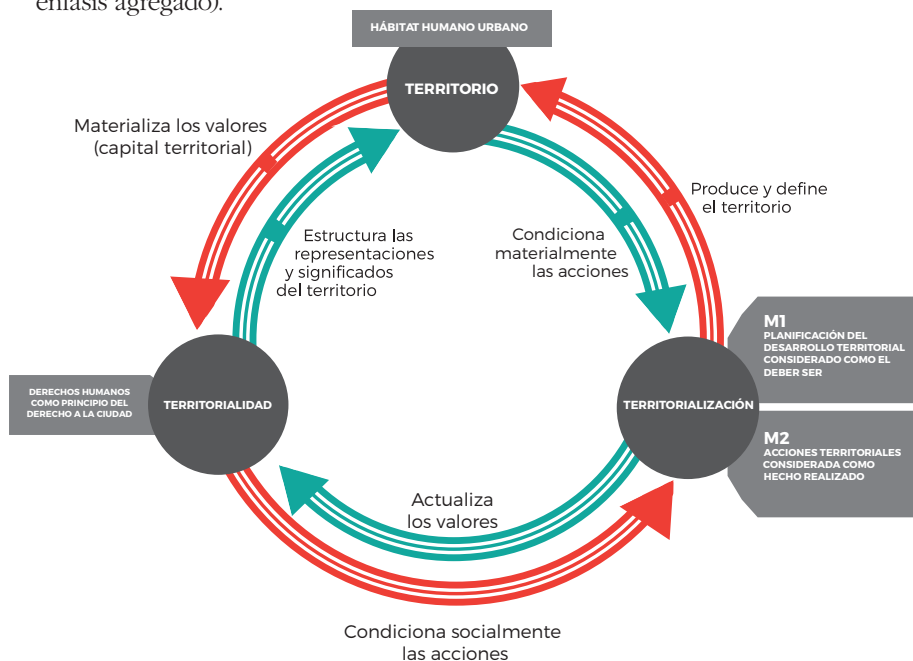 énfasis agregado).
HÁBITAT HUMANO URBANO
TERRITORIO
Materializa los valores
(capital territorial)
Produce y define
el territorio
Estructura las
representaciones
y significados
del territorio
Condiciona
materialmente
las acciones
M1
PLANIFICACIÓN DEL
DESARROLLO TERRITORIAL
CONSIDERADO COMO EL
DEBER SER
DERECHOS HUMANOS
COMO PRINCIPIO DEL
DERECHO A LA CIUDAD
TERRITORIALIDAD
TERRITORIALIZACIÓN
M2
ACCIONES TERRITORIALES
CONSIDERADA COMO
HECHO REALIZADO
Actualiza
los valores
Condiciona socialmente
las acciones